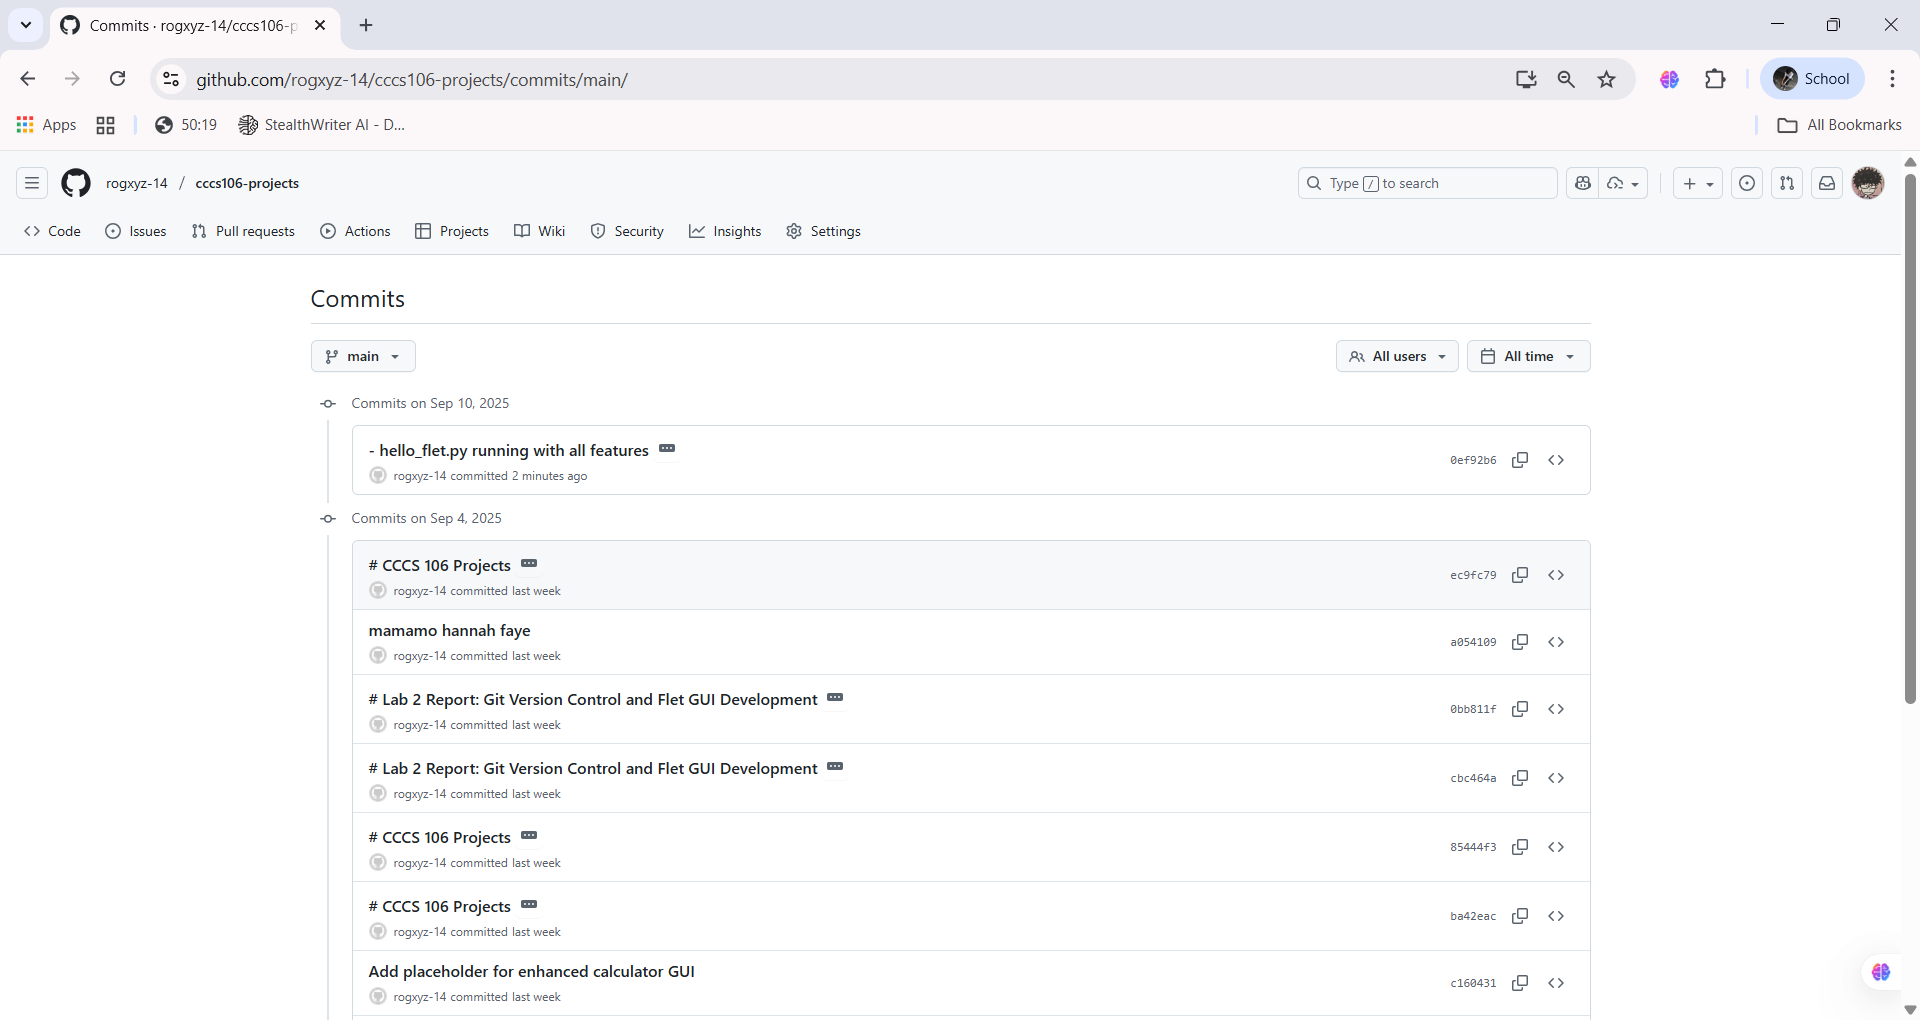 Commits · rogxyz-14/cccs106-p
github.com/rogxyz-14/cccs106-projects/commits/main/
School
Apps
50:19
StealthWriter AI - D...
All Bookmarks
rogxyz-14 / cccs106-projects
Type / to search
Code
Issues
Pull requests
Actions
Projects
Wiki
Security
Insights
Settings
Commits
main
All users
All time
Commits on Sep 10, 2025
- hello_flet.py running with all features
rogxyz-14 committed 2 minutes ago
0ef92b6
Commits on Sep 4, 2025
# CCCS 106 Projects
rogxyz-14 committed last week
ec9fc79
mamamo hannah faye
rogxyz-14 committed last week
a054109
# Lab 2 Report: Git Version Control and Flet GUI Development
rogxyz-14 committed last week
0bb811f
# Lab 2 Report: Git Version Control and Flet GUI Development
rogxyz-14 committed last week
cbc464a
# CCCS 106 Projects
rogxyz-14 committed last week
85444f3
# CCCS 106 Projects
rogxyz-14 committed last week
ba42eac
Add placeholder for enhanced calculator GUI
rogxyz-14 committed last week
c160431